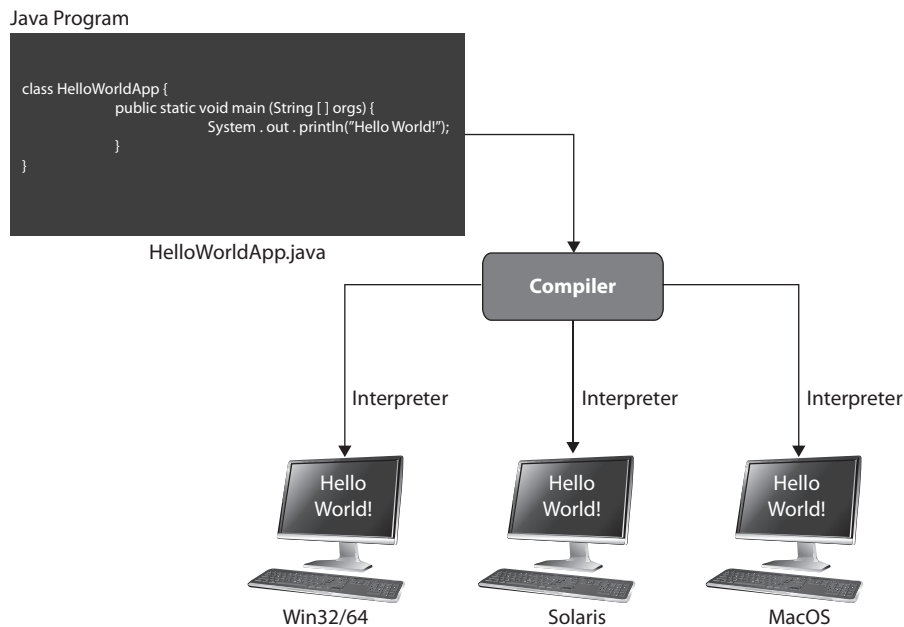 Java Program
class HelloWorldApp {
public static void main (String [ ] orgs) {
System . out . println(”Hello World!”);
}
}
HelloWorldApp.java
Compiler
Interpreter
Interpreter
Interpreter
Hello
World!
Hello
World!
Hello
World!
Win32/64
Solaris
MacOS